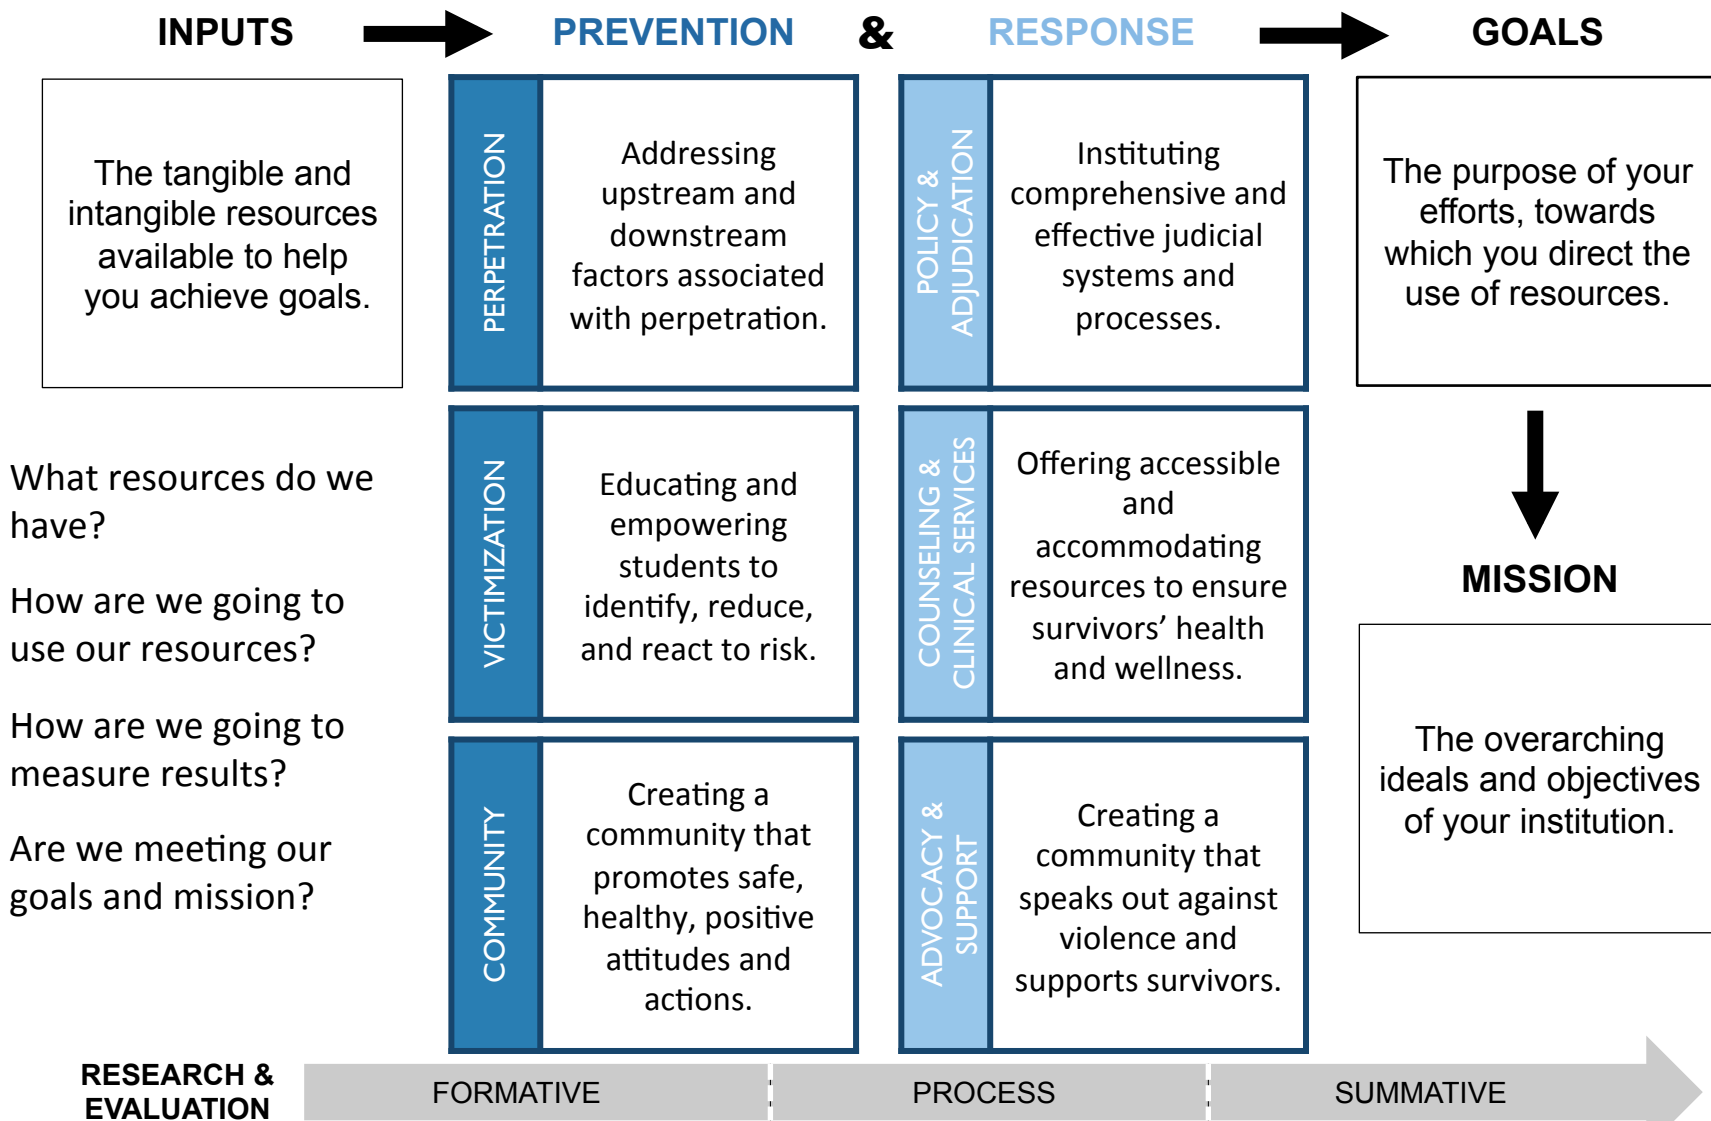 INPUTS
PREVENTION
&
RESPONSE
GOALS
The tangible and
intangible resources
available to help
you achieve goals.
What resources do we
have?
How are we going to
use our resources?
How are we going to
measure results?
Are we meeting our
goals and mission?
PERPETRATION
Addressing
upstream and
downstream
factors associated
with perpetration.
VICTIMIZATION
Educating and
empowering
students to
identify, reduce,
and react to risk.
COMMUNITY
Creating a
community that
promotes safe,
healthy, positive
attitudes and
actions.
POLICY &
ADJUDICATION
Instituting
comprehensive and
effective judicial
systems and
processes.
COUNSELING &
CLINICAL SERVICES
Offering accessible
and
accommodating
resources to ensure
survivors’ health
and wellness.
ADVOCACY &
SUPPORT
Creating a
community that
speaks out against
violence and
supports survivors.
The purpose of your
efforts, towards
which you direct the
use of resources.
MISSION
The overarching
ideals and objectives
of your institution.
RESEARCH &
EVALUATION
FORMATIVE
PROCESS
SUMMATIVE